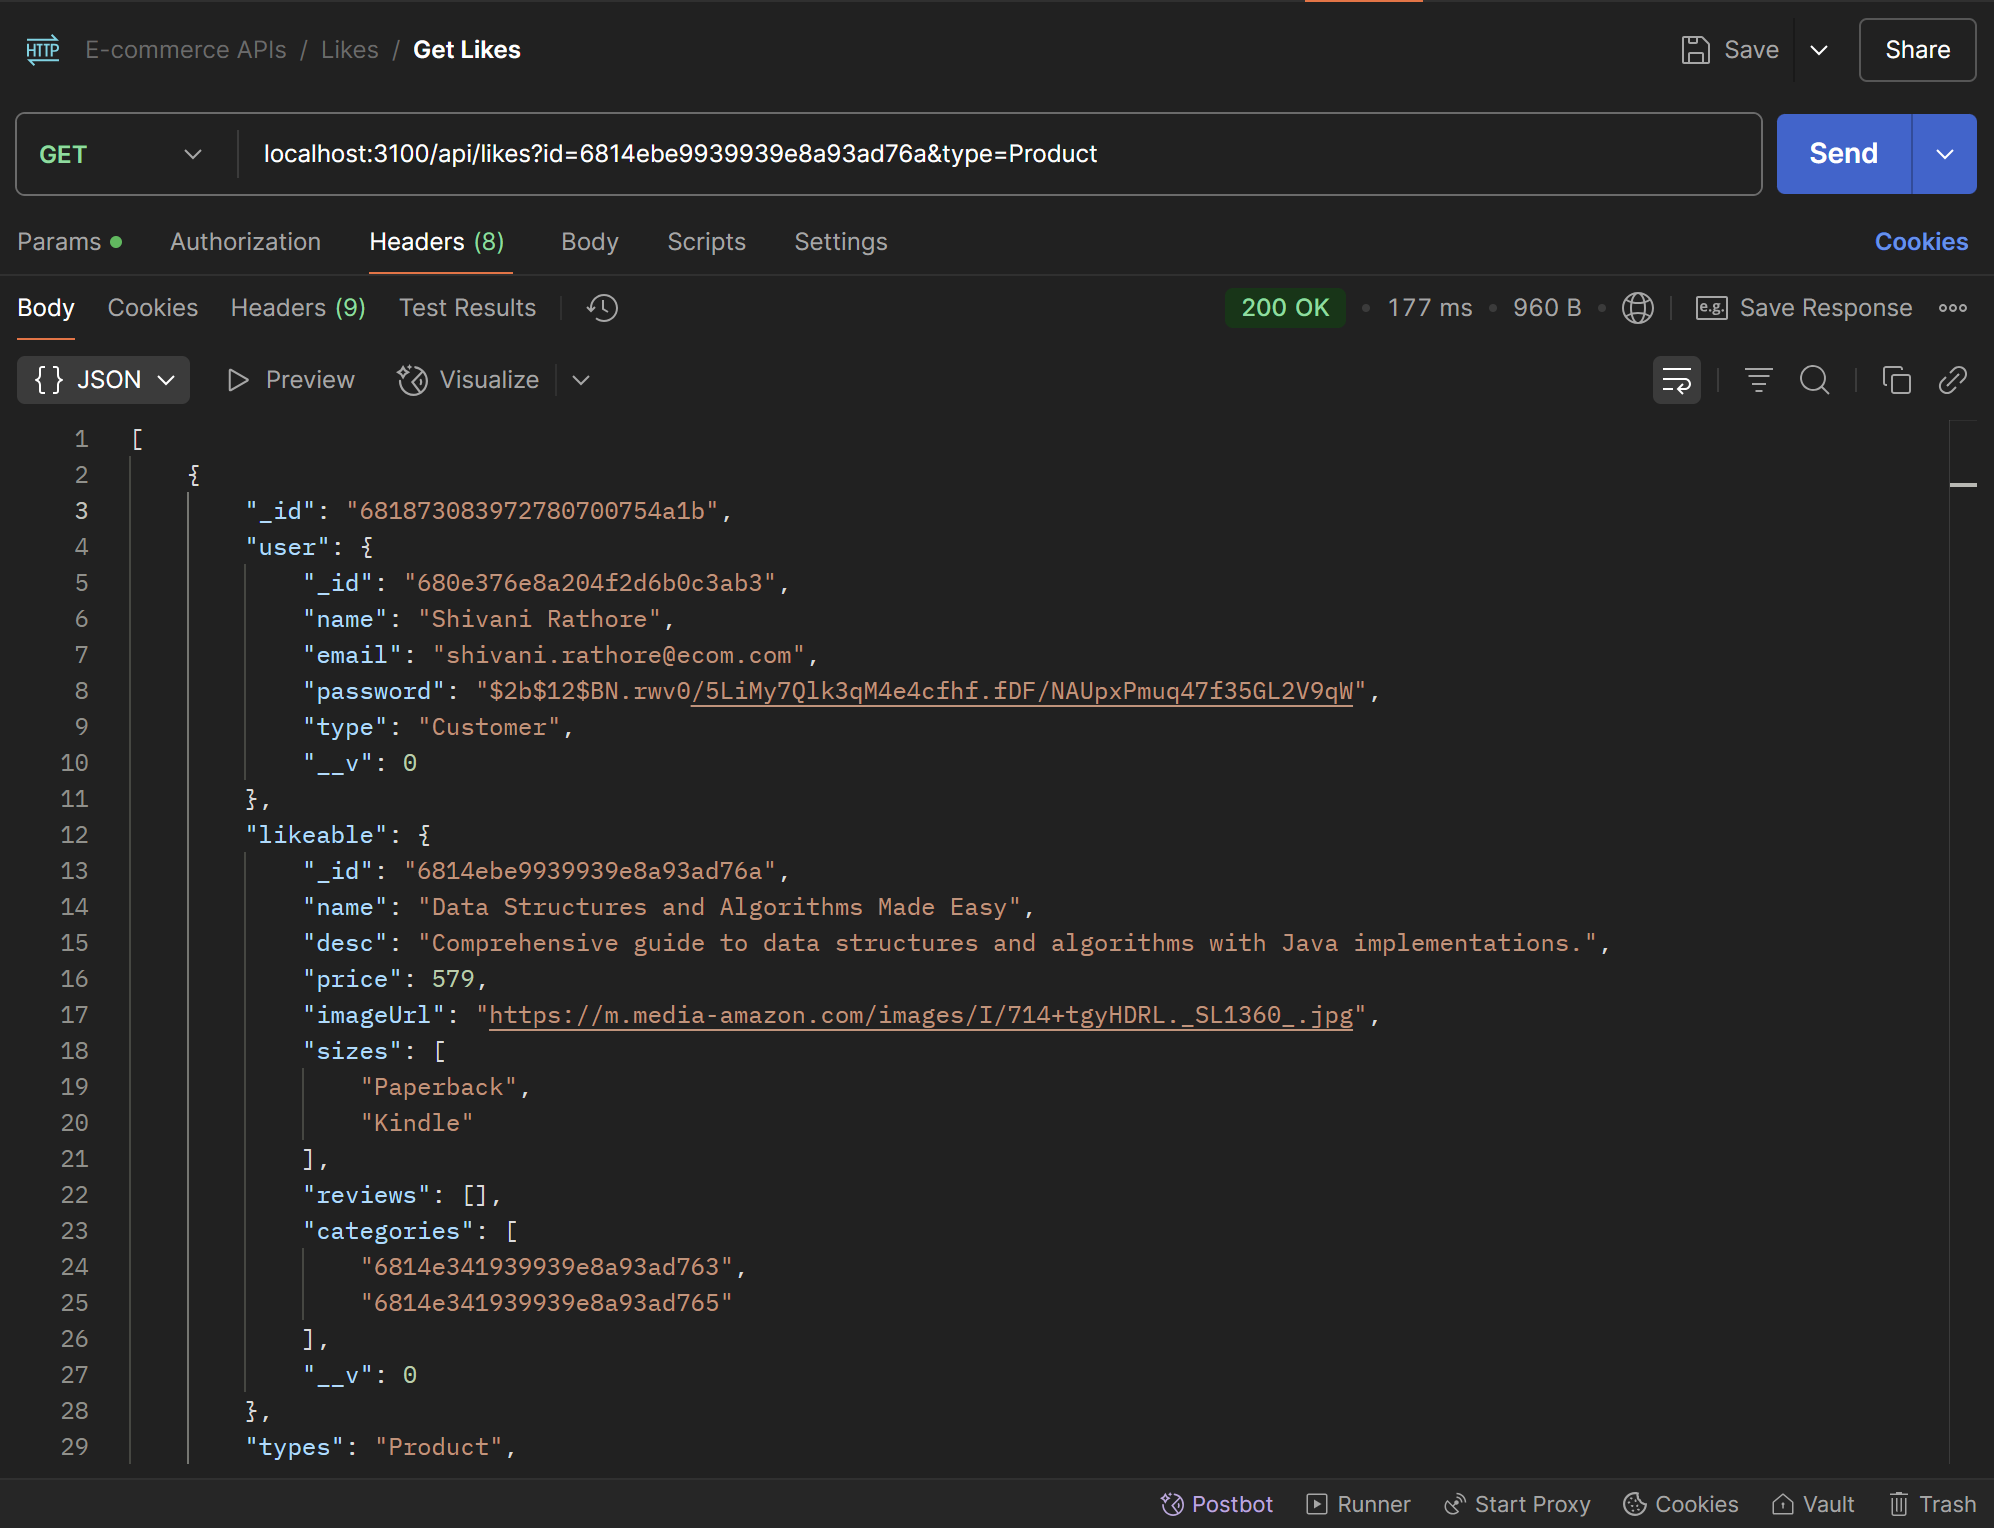 HTTP E-commerce APIs / Likes / Get Likes Save Share
GET localhost:3100/api/likes?id=6814ebe9939939e8a93ad76a&type=Product Send
Params Authorization Headers (8) Body Scripts Settings Cookies
Body Cookies Headers (9) Test Results 200 OK 177 ms 960 B e.g. Save Response
{} JSON Preview Visualize
1 [
2 {
3 "_id": "681873083972780700754a1b",
4 "user": {
5 "_id": "680e376e8a204f2d6b0c3ab3",
6 "name": "Shivani Rathore",
7 "email": "shivani.rathore@ecom.com",
8 "password": "$2b$12$BN.rwv0/5LiMy7Qlk3qM4e4cfhf.fDF/NAUpxPmuq47f35GL2V9qW",
9 "type": "Customer",
10 "__v": 0
11 },
12 "likeable": {
13 "_id": "6814ebe9939939e8a93ad76a",
14 "name": "Data Structures and Algorithms Made Easy",
15 "desc": "Comprehensive guide to data structures and algorithms with Java implementations.",
16 "price": 579,
17 "imageUrl": "https://m.media-amazon.com/images/I/714+tgyHDRL._SL1360_.jpg",
18 "sizes": [
19 "Paperback",
20 "Kindle"
21 ],
22 "reviews": [],
23 "categories": [
24 "6814e341939939e8a93ad763",
25 "6814e341939939e8a93ad765"
26 ],
27 "__v": 0
28 },
29 "types": "Product",
Postbot Runner Start Proxy Cookies Vault Trash